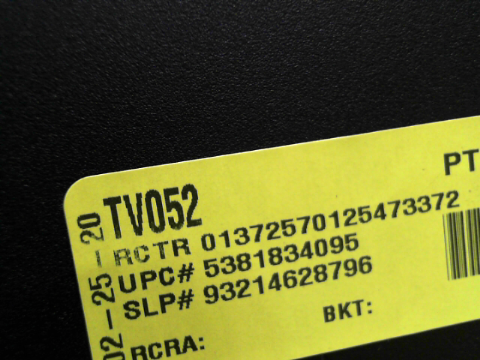 PT
TV052
RCTR 01372570125473372
UPC# 5381834095
SLP# 93214628796
BKT:
RCRA:
02-25-20